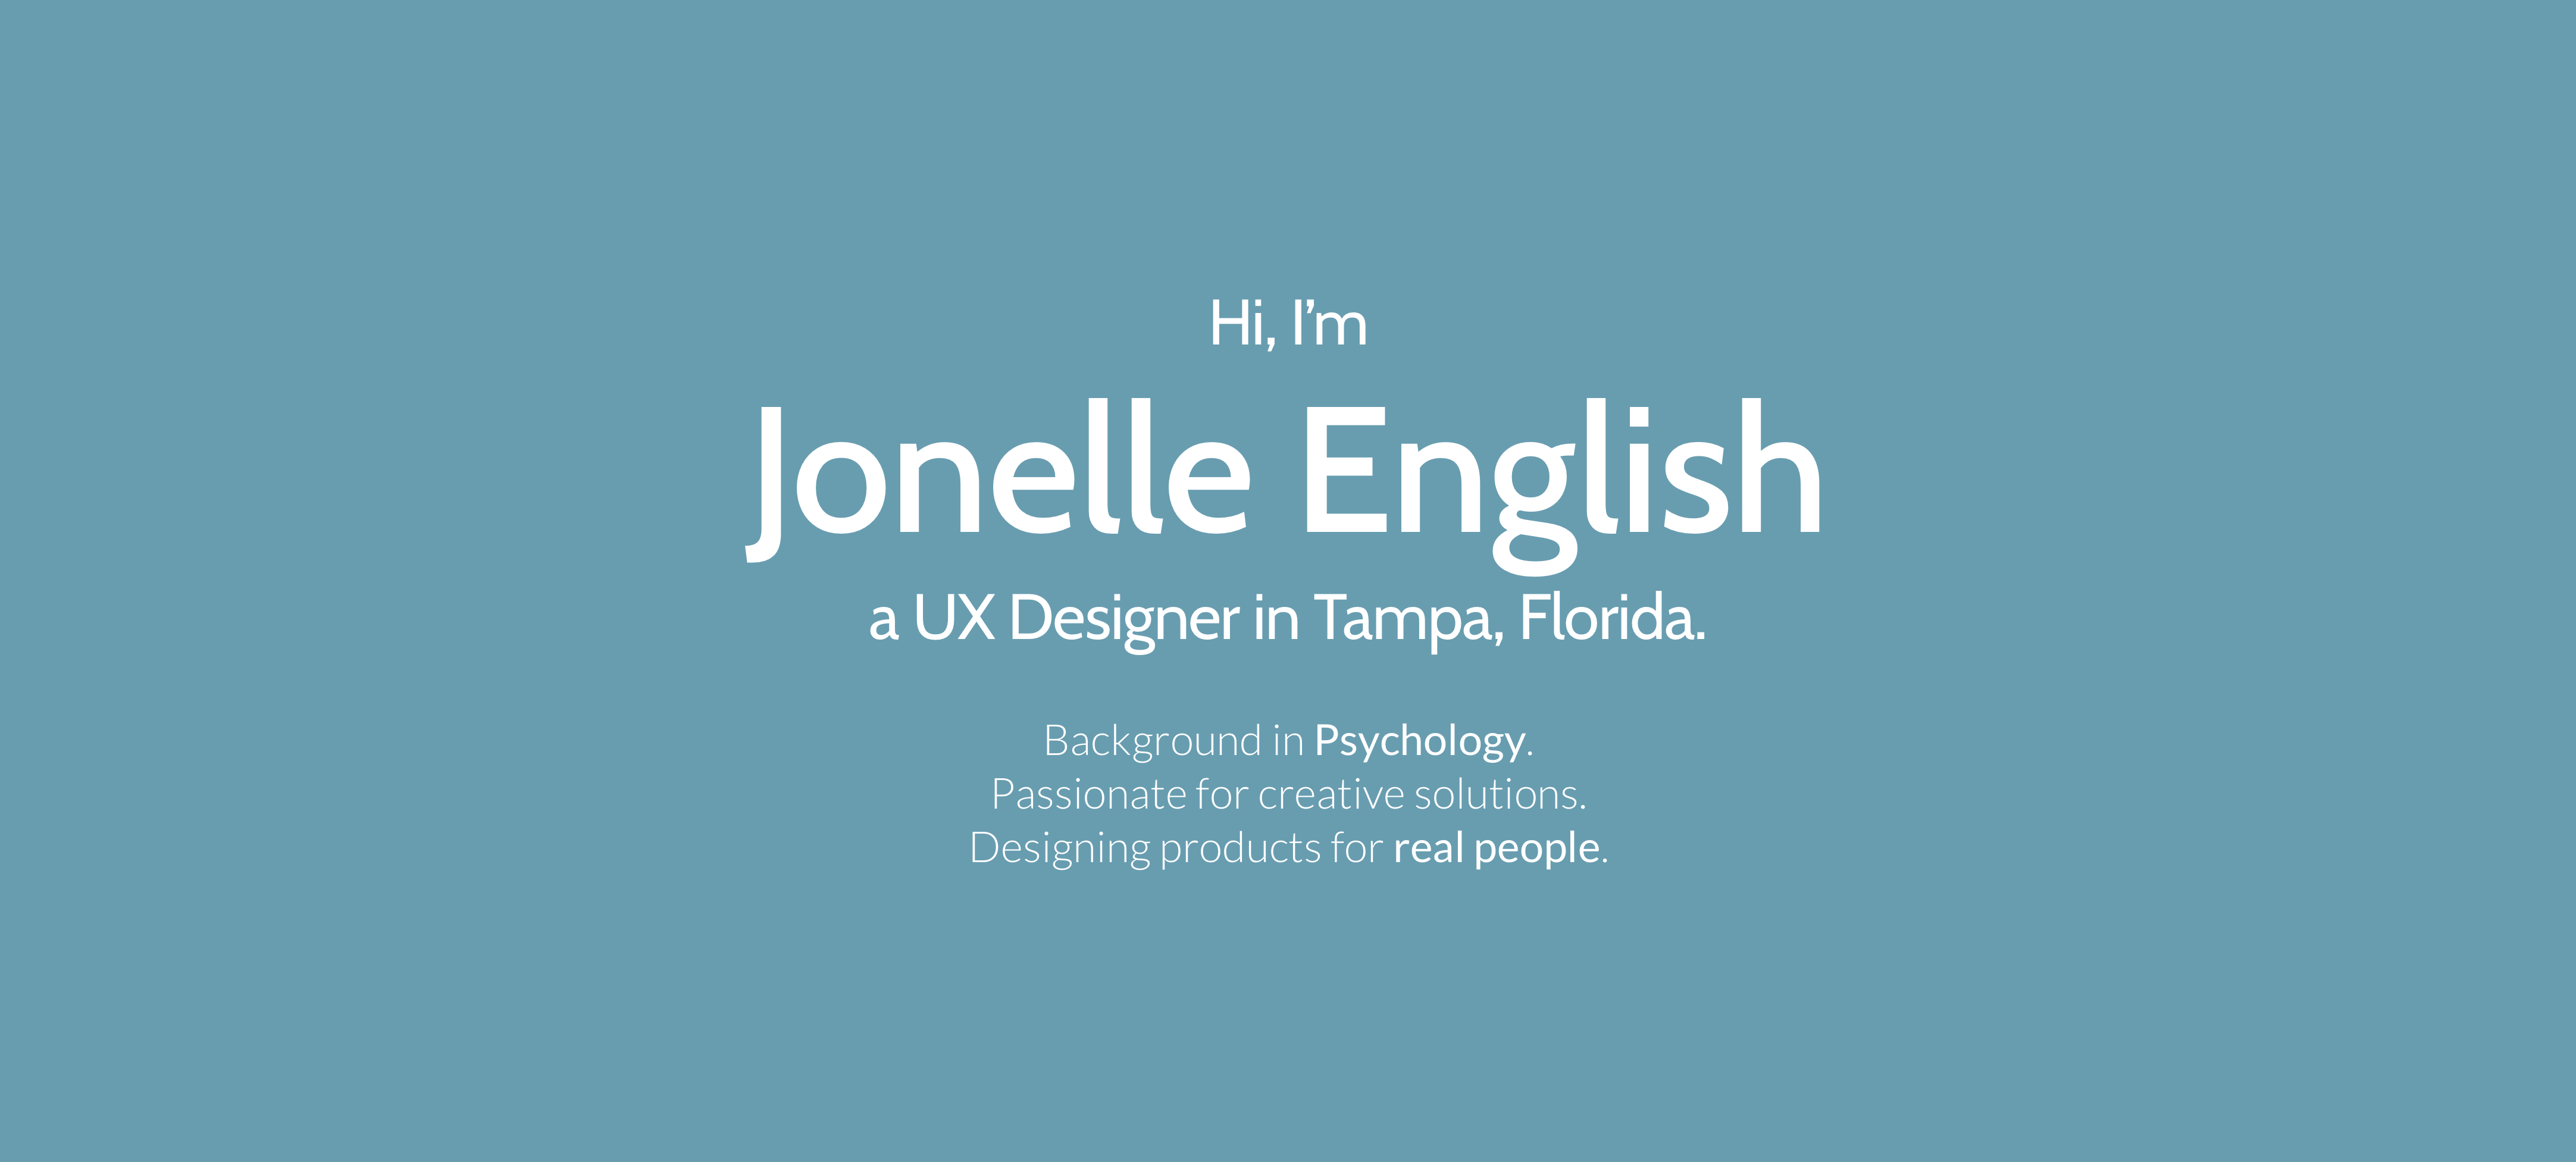 Hi, I’m
Jonelle English
a UX Designer in Tampa, Florida.
Background in Psychology.
Passionate for creative solutions.
Designing products for real people.